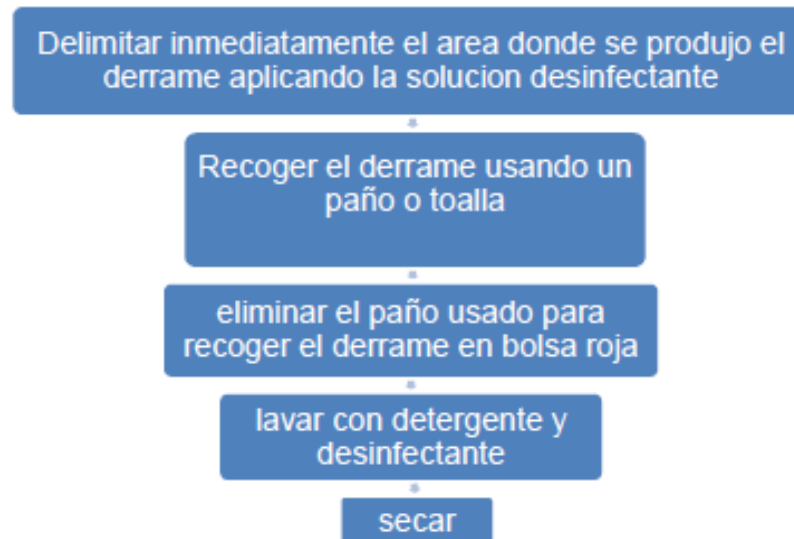 Delimitar inmediatamente el area donde se produjo el
derrame aplicando la solucion desinfectante
Recoger el derrame usando un
paño o toalla
eliminar el paño usado para
recoger el derrame en bolsa roja
lavar con detergente y
desinfectante
secar